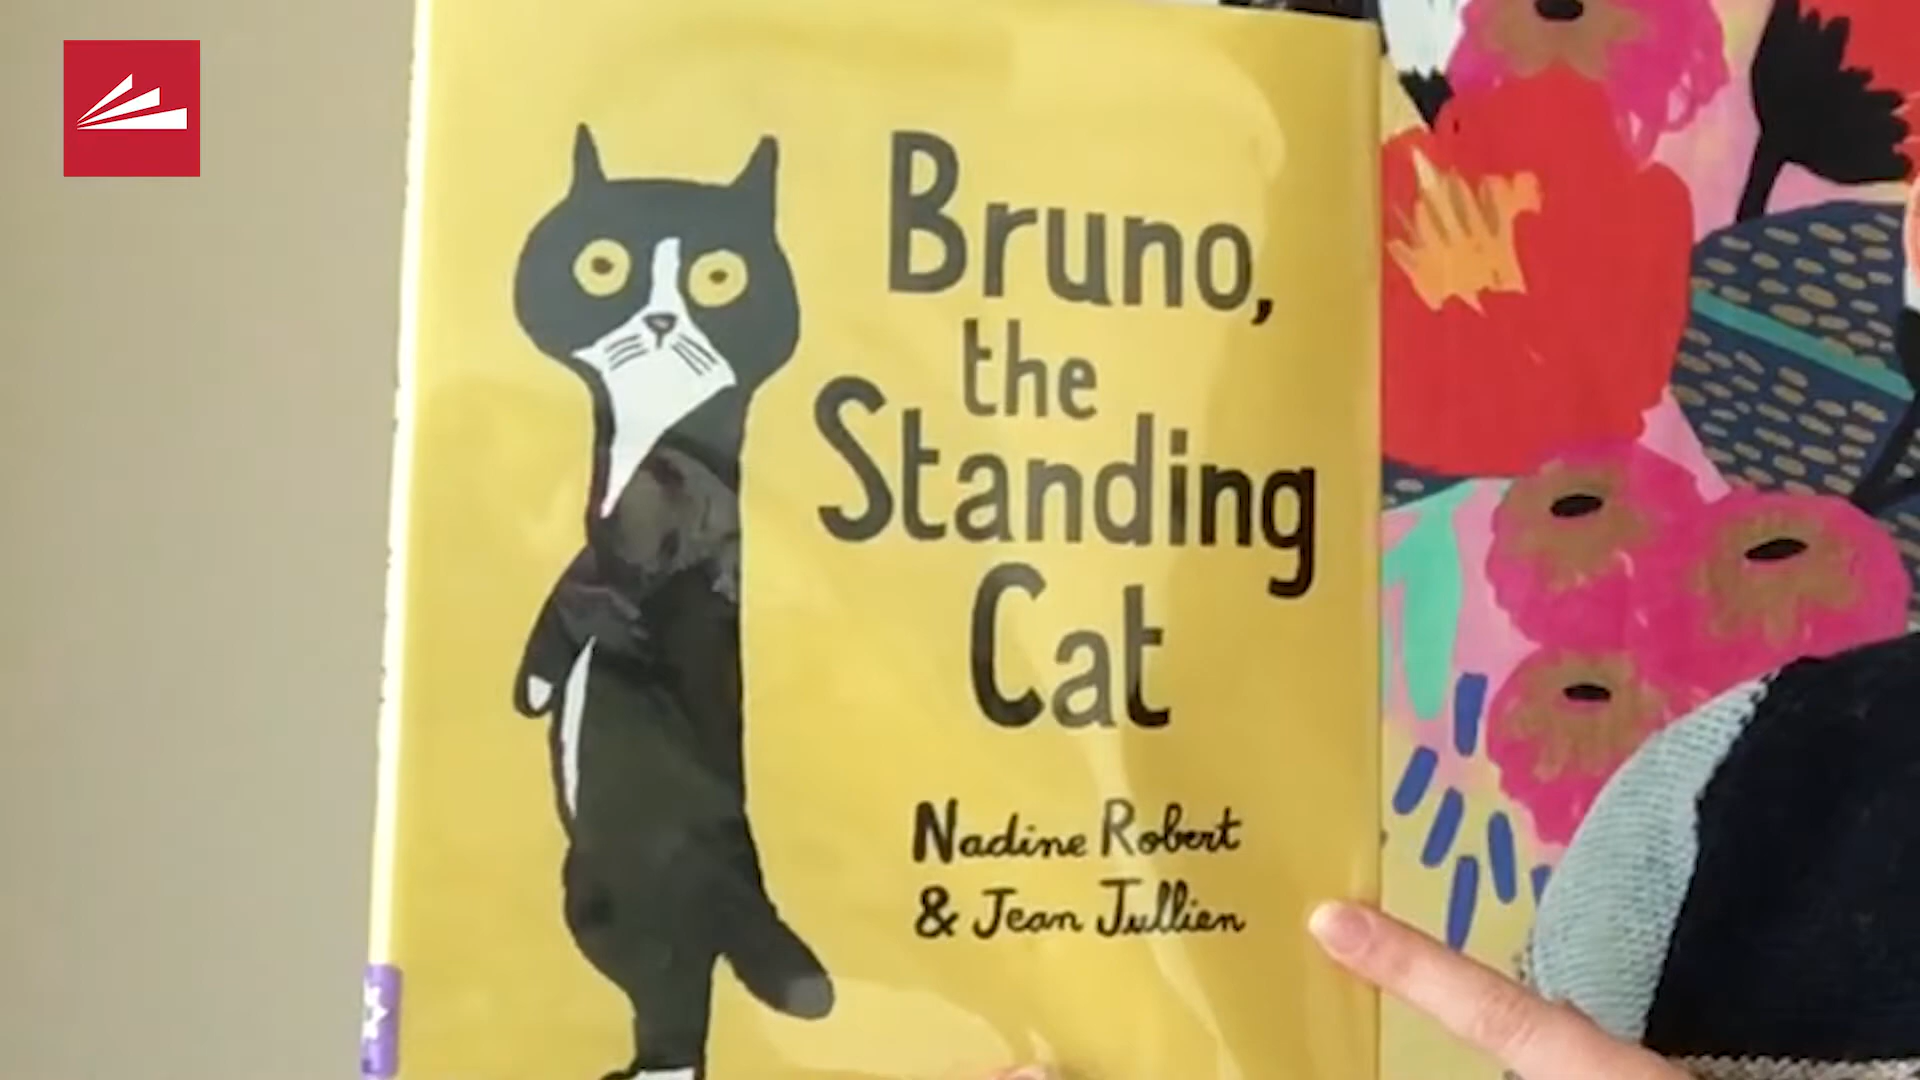 Bruno,
the
Standing
Cat
Nadine Robert
& Jean Jullien